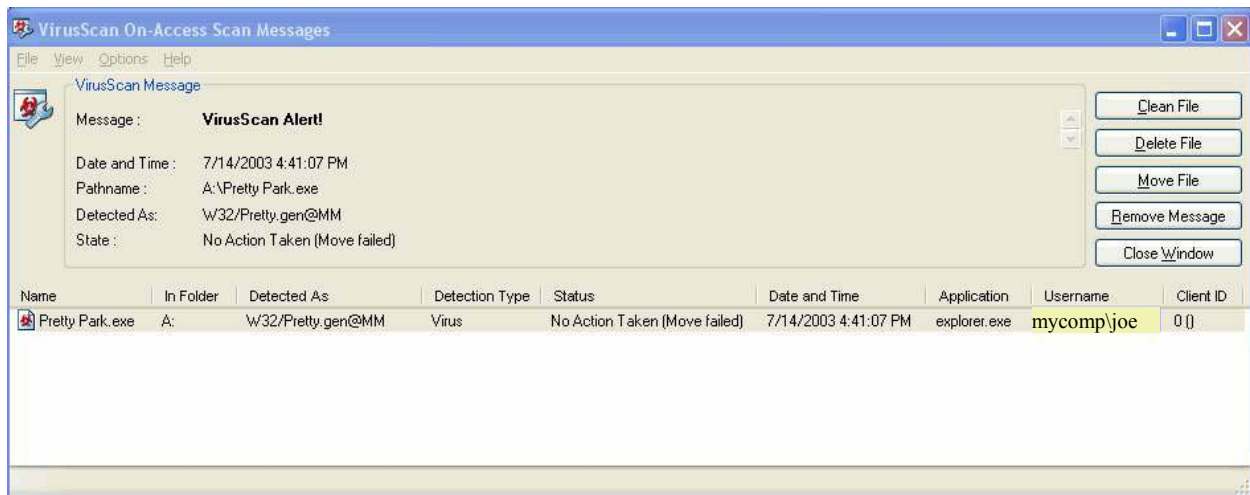 VirusScan On-Access Scan Messages
File View Options Help
VirusScan Message
Message : VirusScan Alert!
Date and Time : 7/14/2003 4:41:07 PM
Pathname : A:\Pretty Park.exe
Detected As: W32/Pretty.gen@MM
State : No Action Taken (Move failed)
Clean File
Delete File
Move File
Remove Message
Close Window
Name In Folder Detected As Detection Type Status Date and Time Application Username Client ID
Pretty Park.exe A: W32/Pretty.gen@MM Virus No Action Taken (Move failed) 7/14/2003 4:41:07 PM explorer.exe mycomp\joe 0 ()